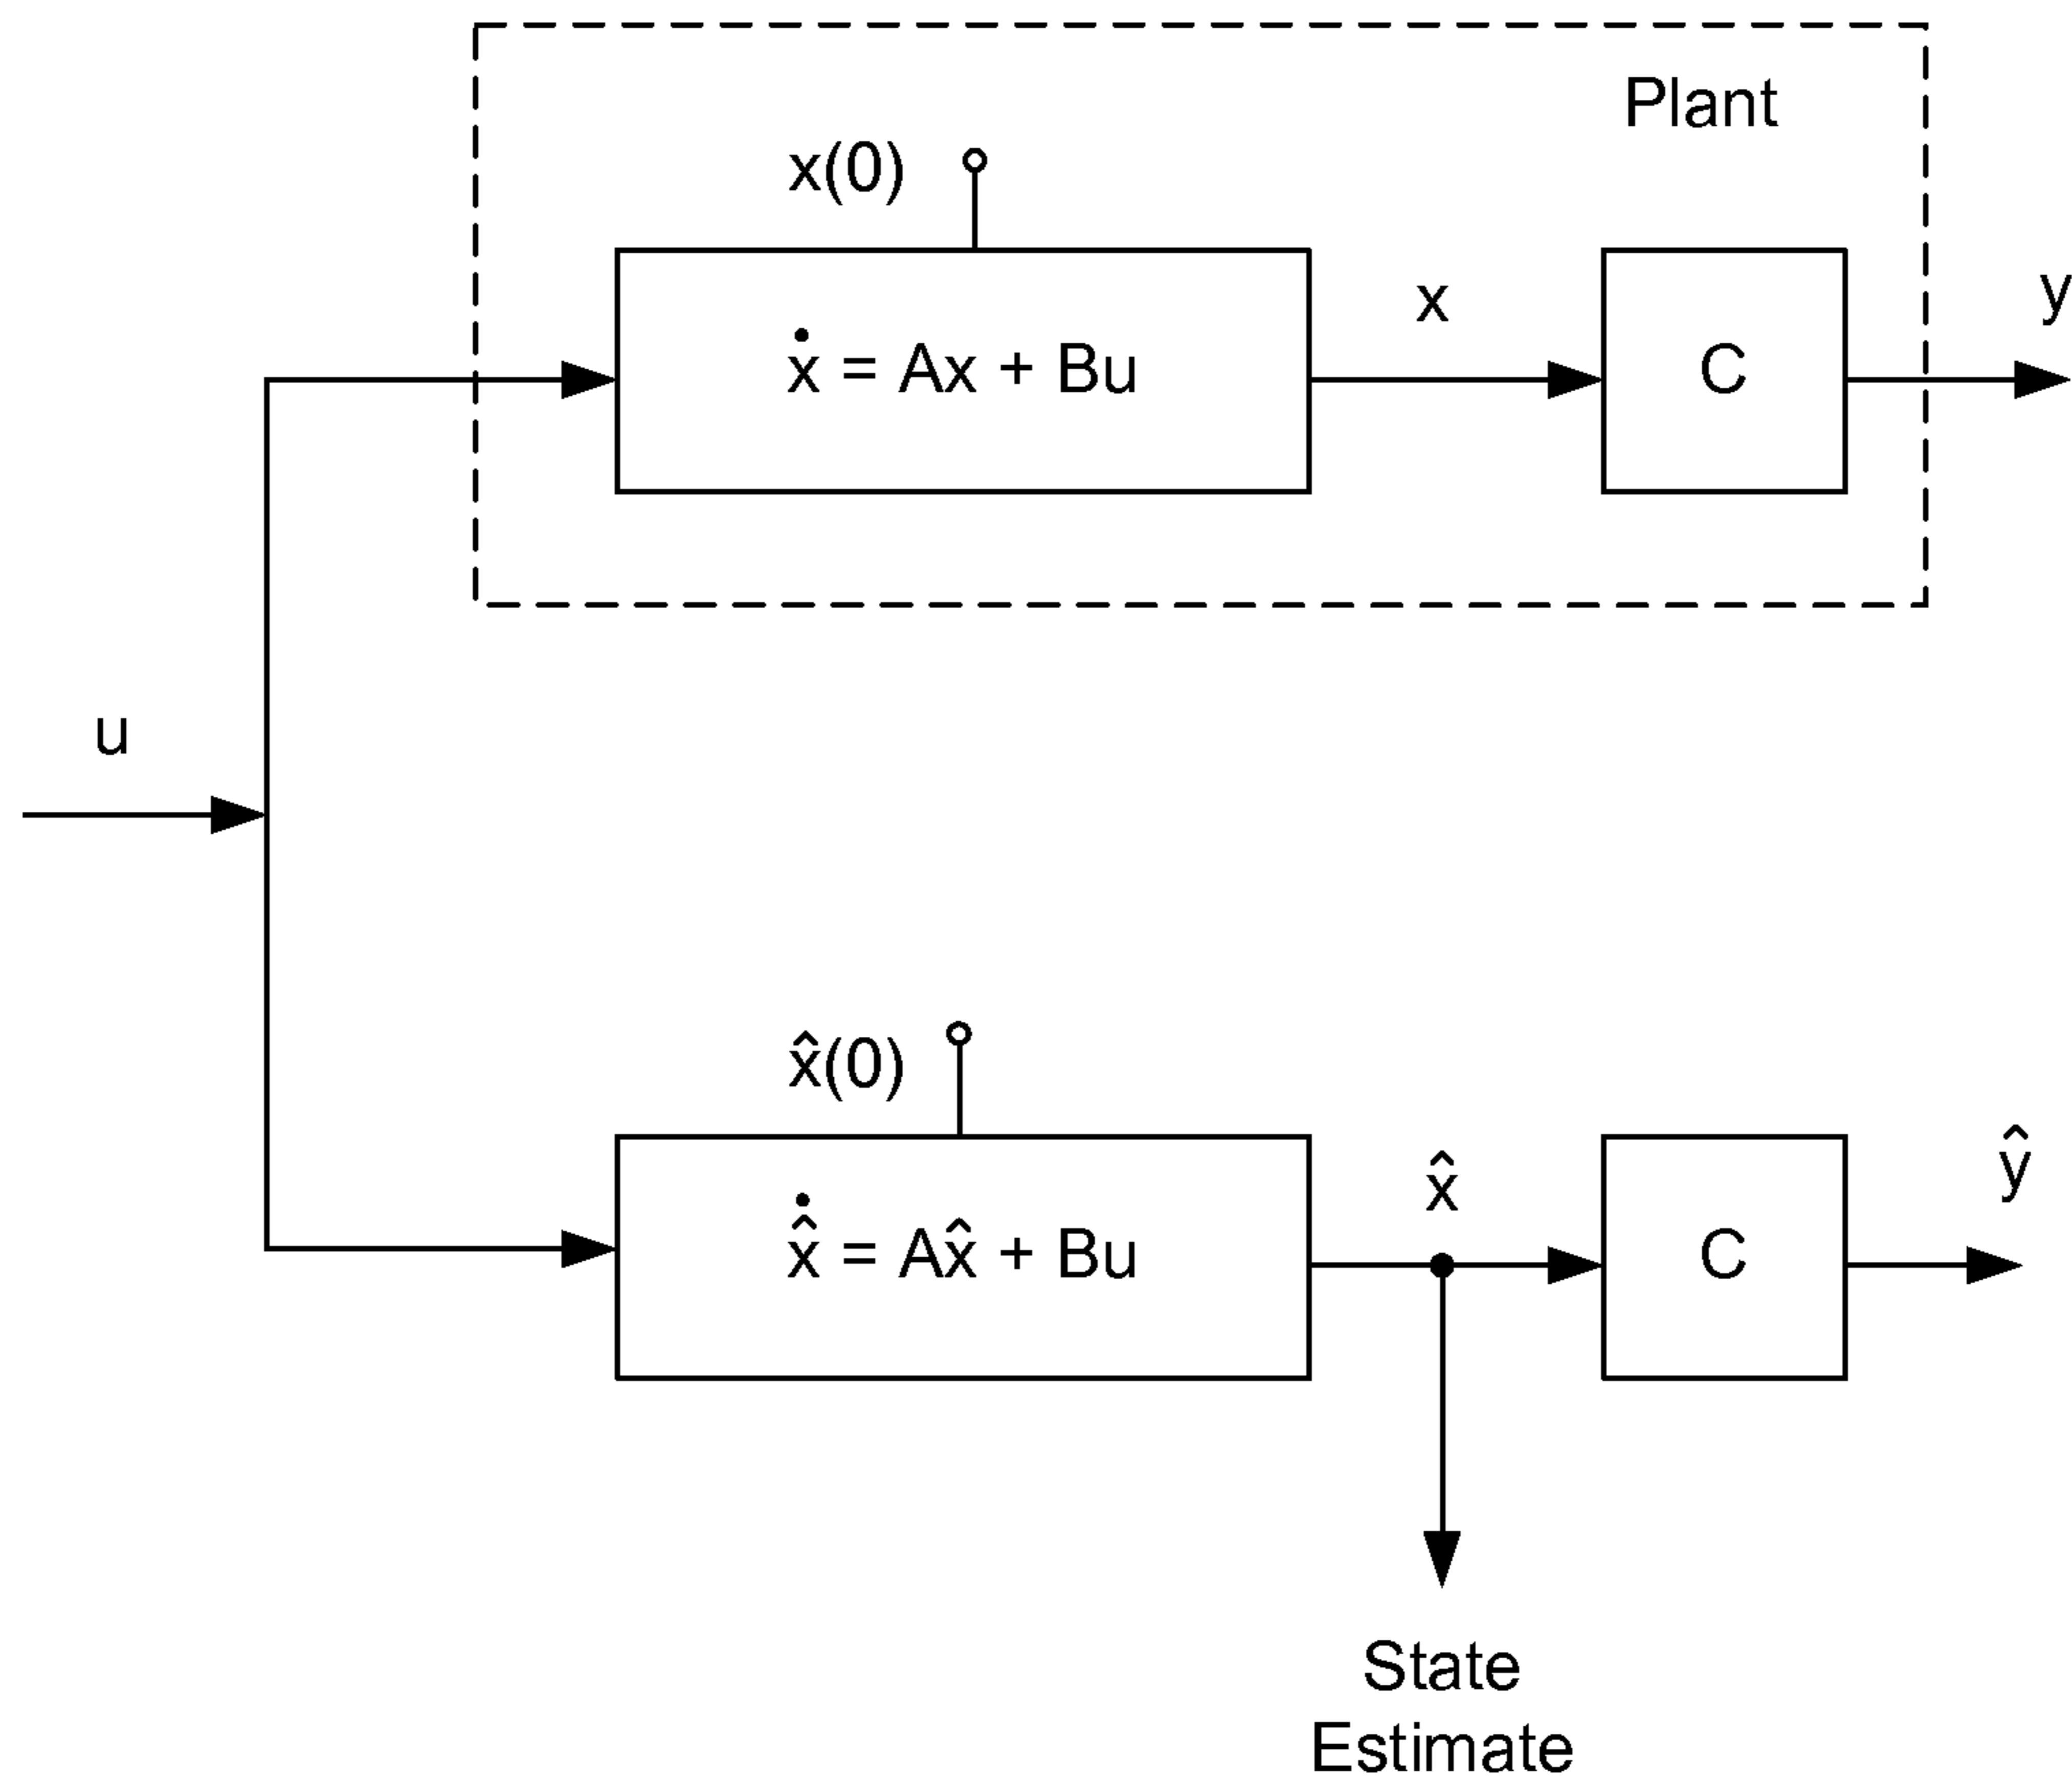 Plant
x(0)
ẋ = Ax + Bu
x
C
y
u
x̂(0)
x̂̇ = Ax̂ + Bu
x̂
C
ŷ
State
Estimate